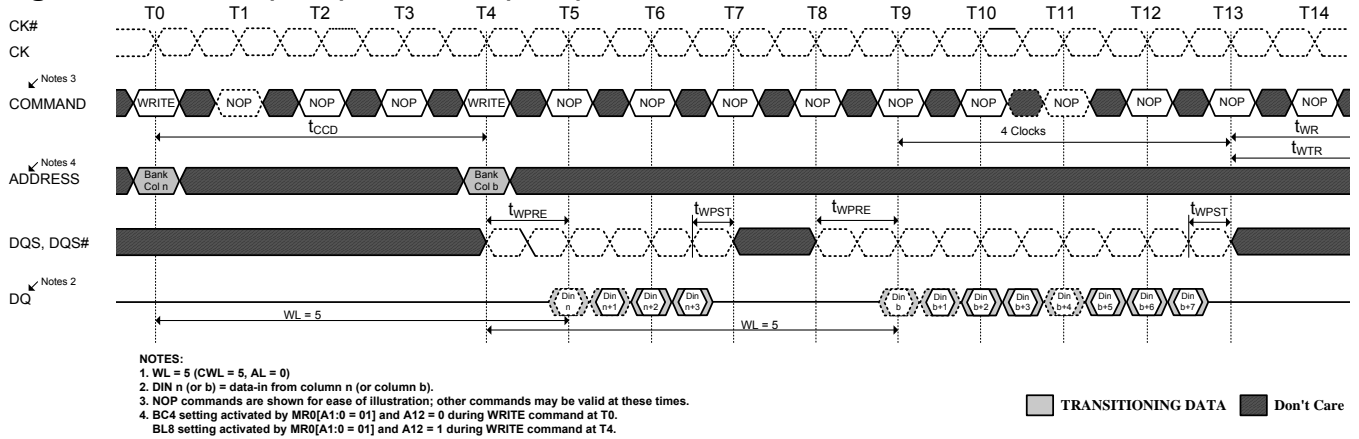 T0 T1 T2 T3 T4 T5 T6 T7 T8 T9 T10 T11 T12 T13 T14
CK#
CK
Notes 3
COMMAND
WRITE NOP NOP NOP WRITE NOP NOP NOP NOP NOP NOP NOP NOP NOP NOP
tCCD 4 Clocks tWR
tWTR
Notes 4
ADDRESS
Bank Bank
Col n Col b
tWPRE tWPST tWPRE tWPST
DQS, DQS#
Notes 2
DQ
Din Din Din Din Din Din Din Din Din Din Din Din
n n+1 n+2 n+3 b b+1 b+2 b+3 b+4 b+5 b+6 b+7
WL = 5 WL = 5
NOTES:
1. WL = 5 (CWL = 5, AL = 0)
2. DIN n (or b) = data-in from column n (or column b).
3. NOP commands are shown for ease of illustration; other commands may be valid at these times.
4. BC4 setting activated by MR0[A1:0 = 01] and A12 = 0 during WRITE command at T0.
BL8 setting activated by MR0[A1:0 = 01] and A12 = 1 during WRITE command at T4.
TRANSITIONING DATA Don't Care